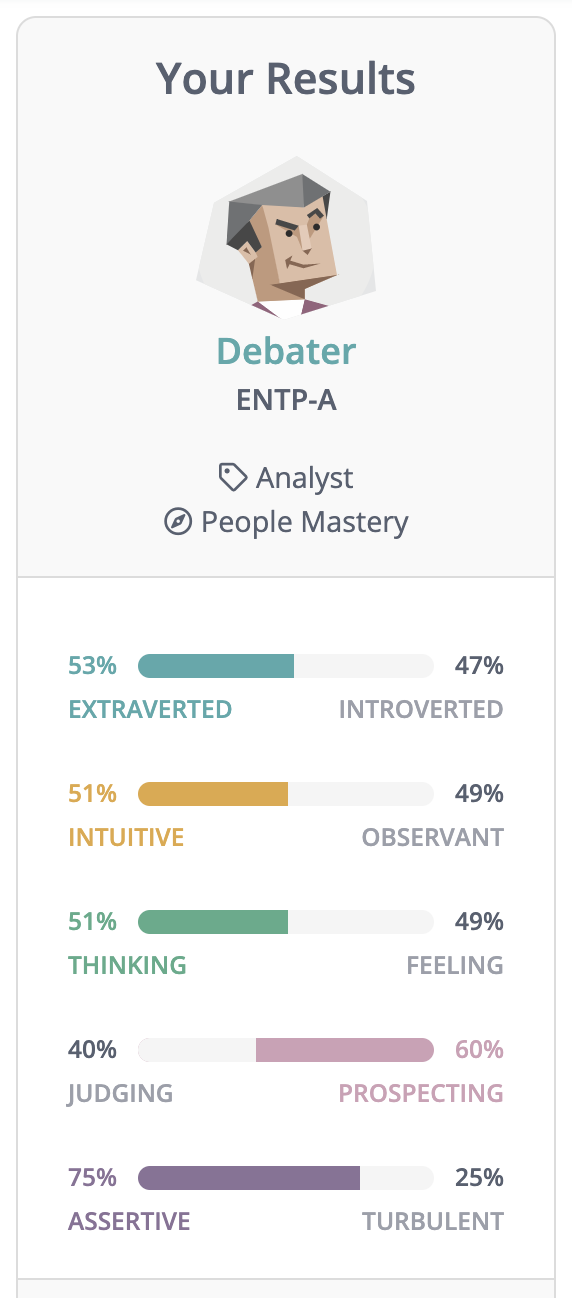 Your Results
Debater
ENTP-A
Analyst
People Mastery
53% 47%
EXTRAVERTED INTROVERTED
51% 49%
INTUITIVE OBSERVANT
51% 49%
THINKING FEELING
40% 60%
JUDGING PROSPECTING
75% 25%
ASSERTIVE TURBULENT